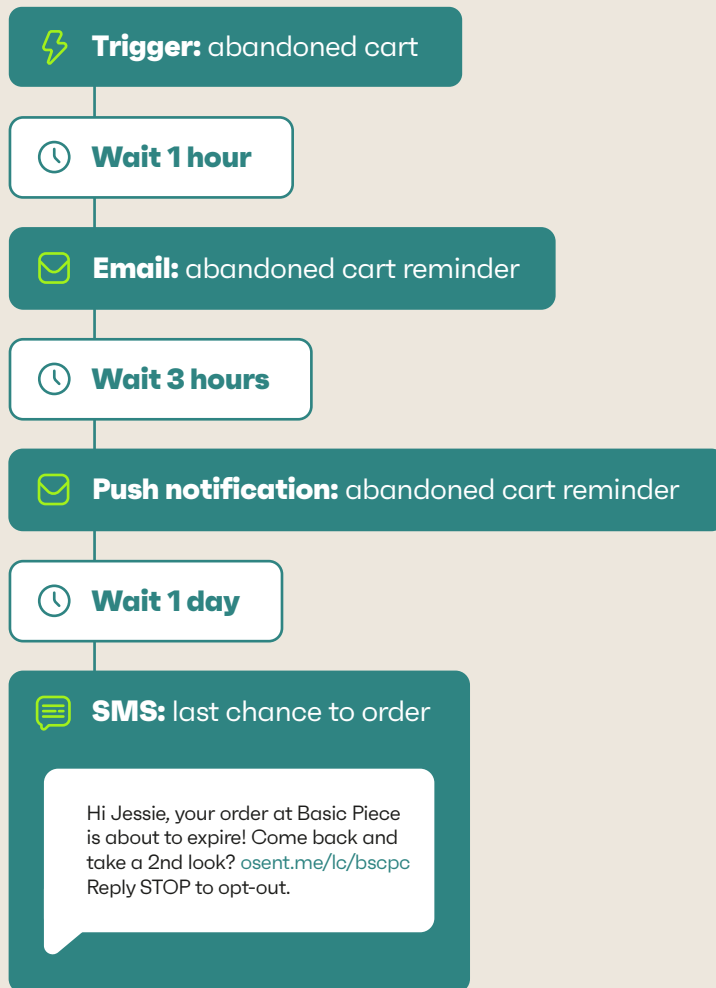 Trigger: abandoned cart
Wait 1 hour
Email: abandoned cart reminder
Wait 3 hours
Push notification: abandoned cart reminder
Wait 1 day
SMS: last chance to order
Hi Jessie, your order at Basic Piece
is about to expire! Come back and
take a 2nd look? osent.me/lc/bscpc
Reply STOP to opt-out.